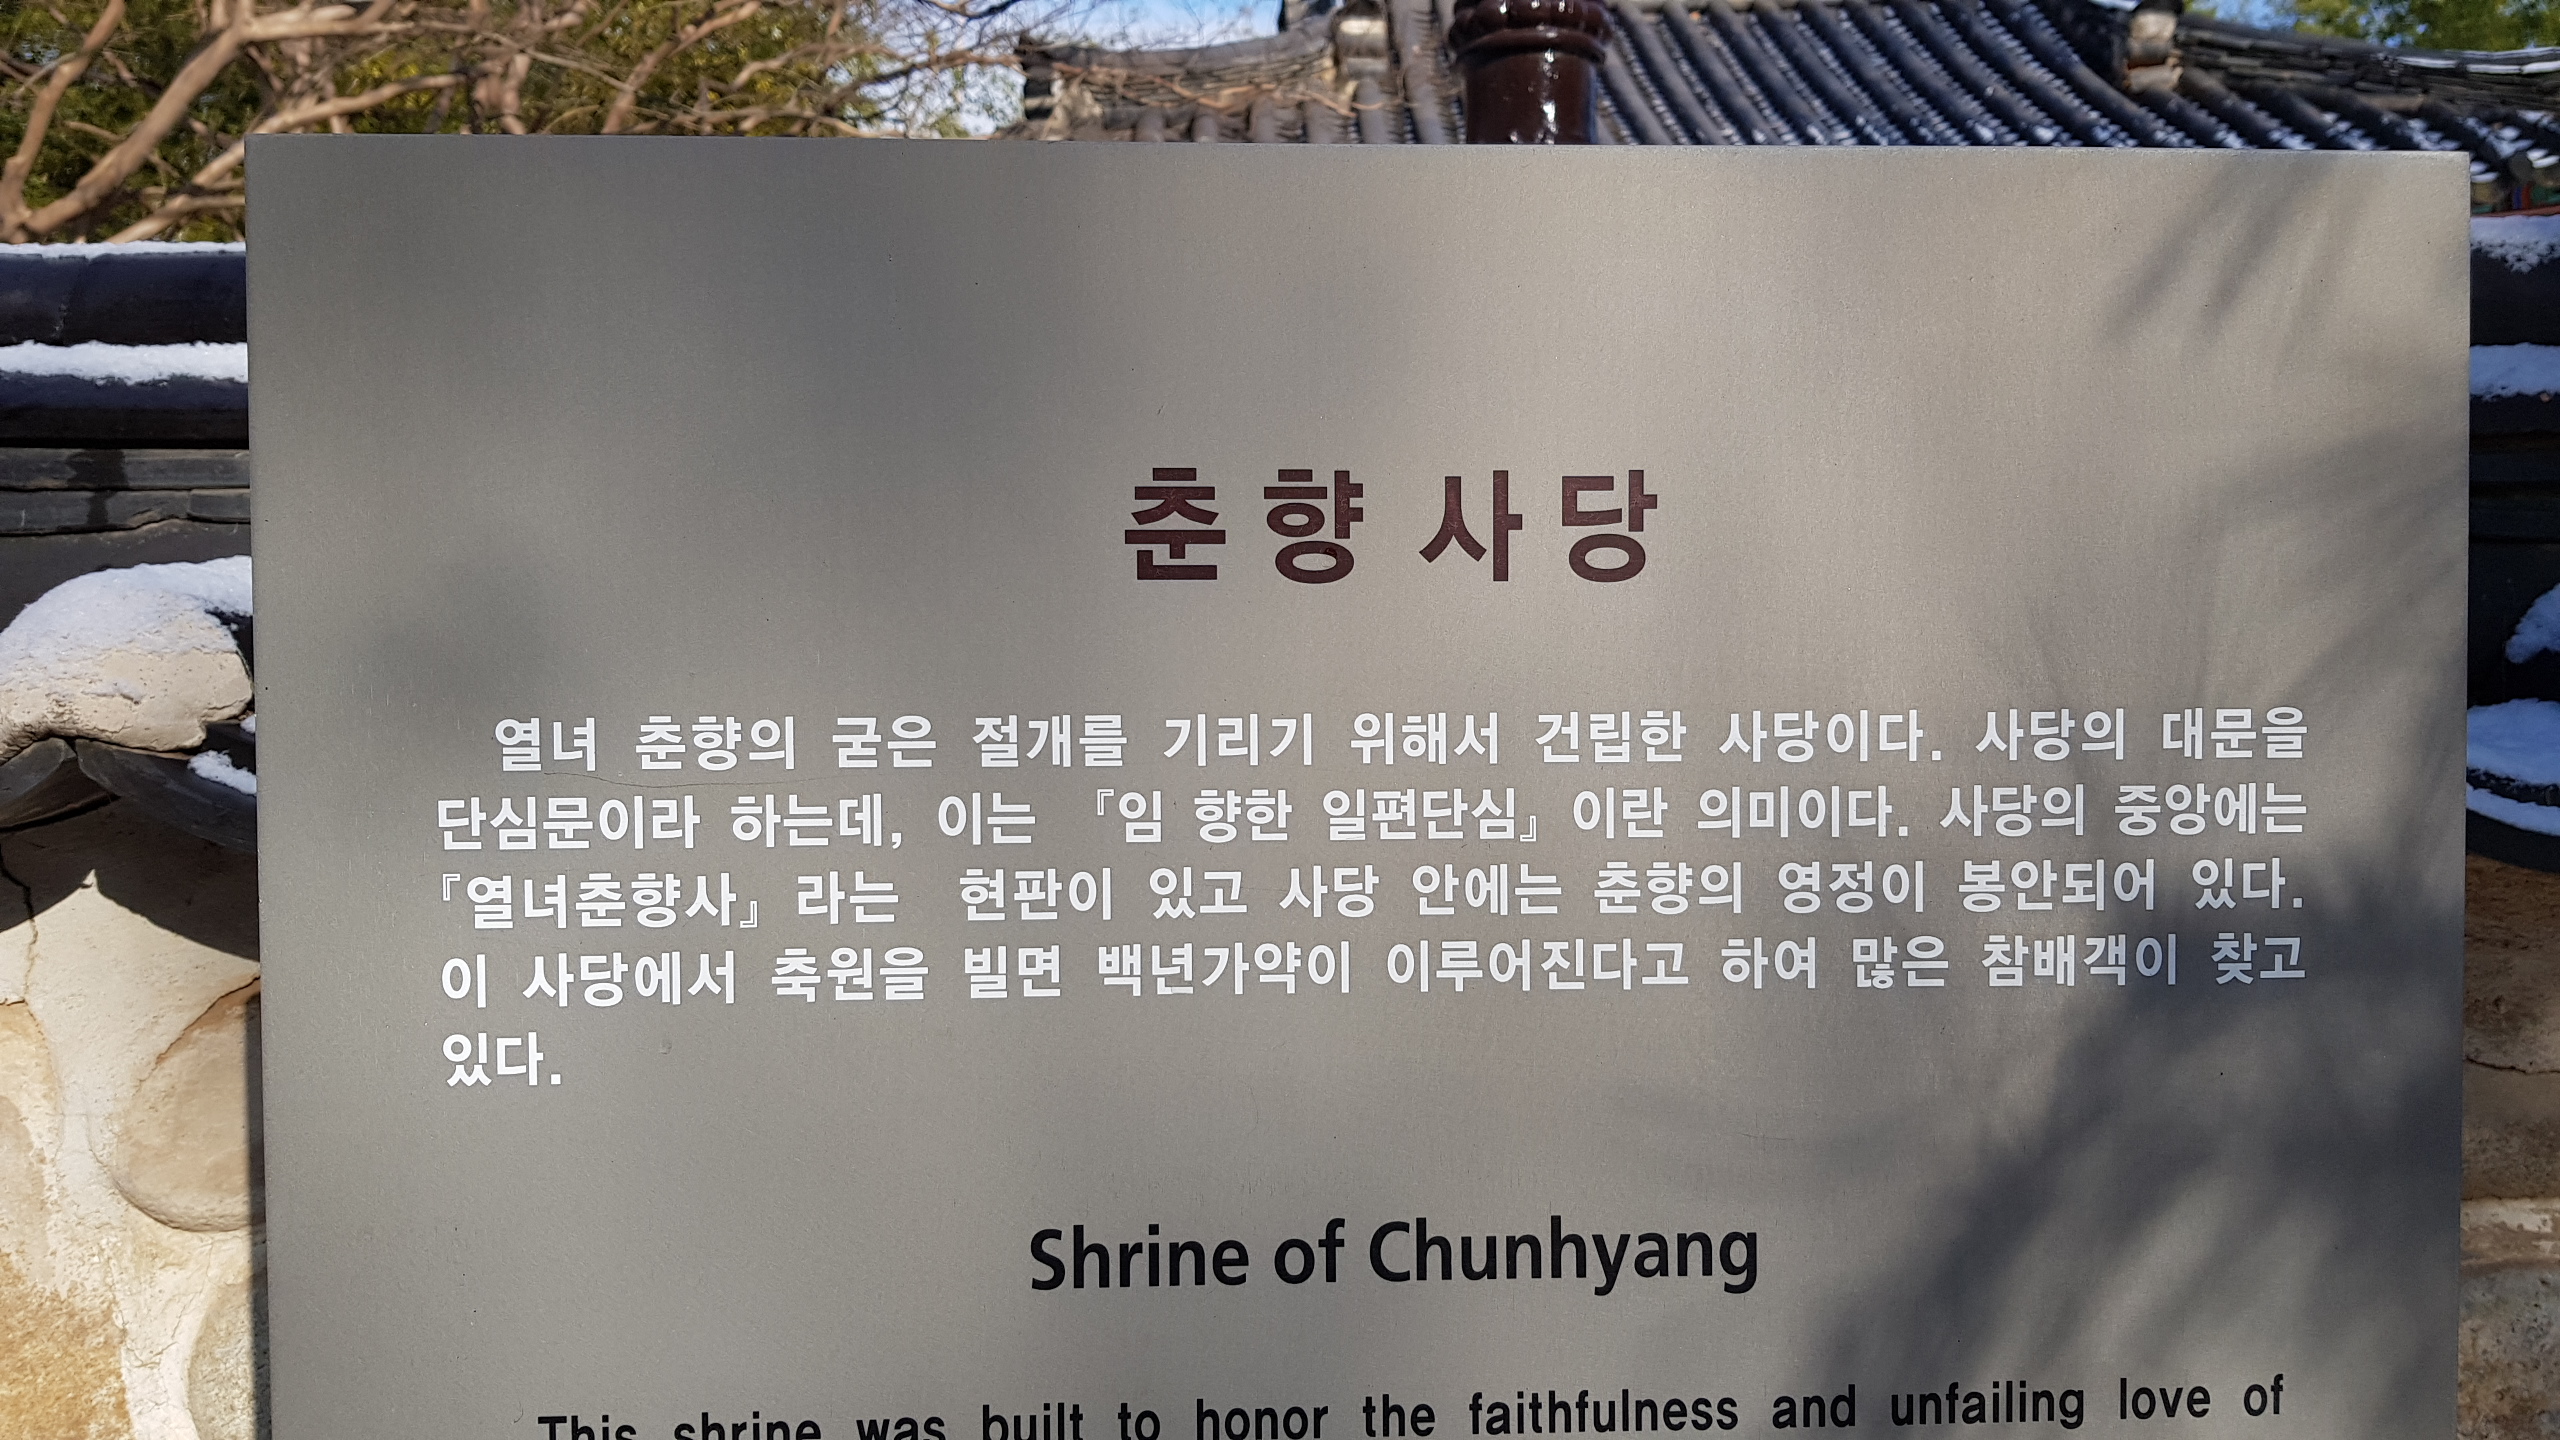 춘향 사당
열녀 춘향의 굳은 절개를 기리기 위해서 건립한 사당이다. 사당의 대문을
단심문이라 하는데, 이는 『임 향한 일편단심』이란 의미이다. 사당의 중앙에는
『열녀춘향사』 라는 현판이 있고 사당 안에는 춘향의 영정이 봉안되어 있다.
이 사당에서 축원을 빌면 백년가약이 이루어진다고 하여 많은 참배객이 찾고
있다.
Shrine of Chunhyang
This shrine was built to honor the faithfulness and unfailing love of